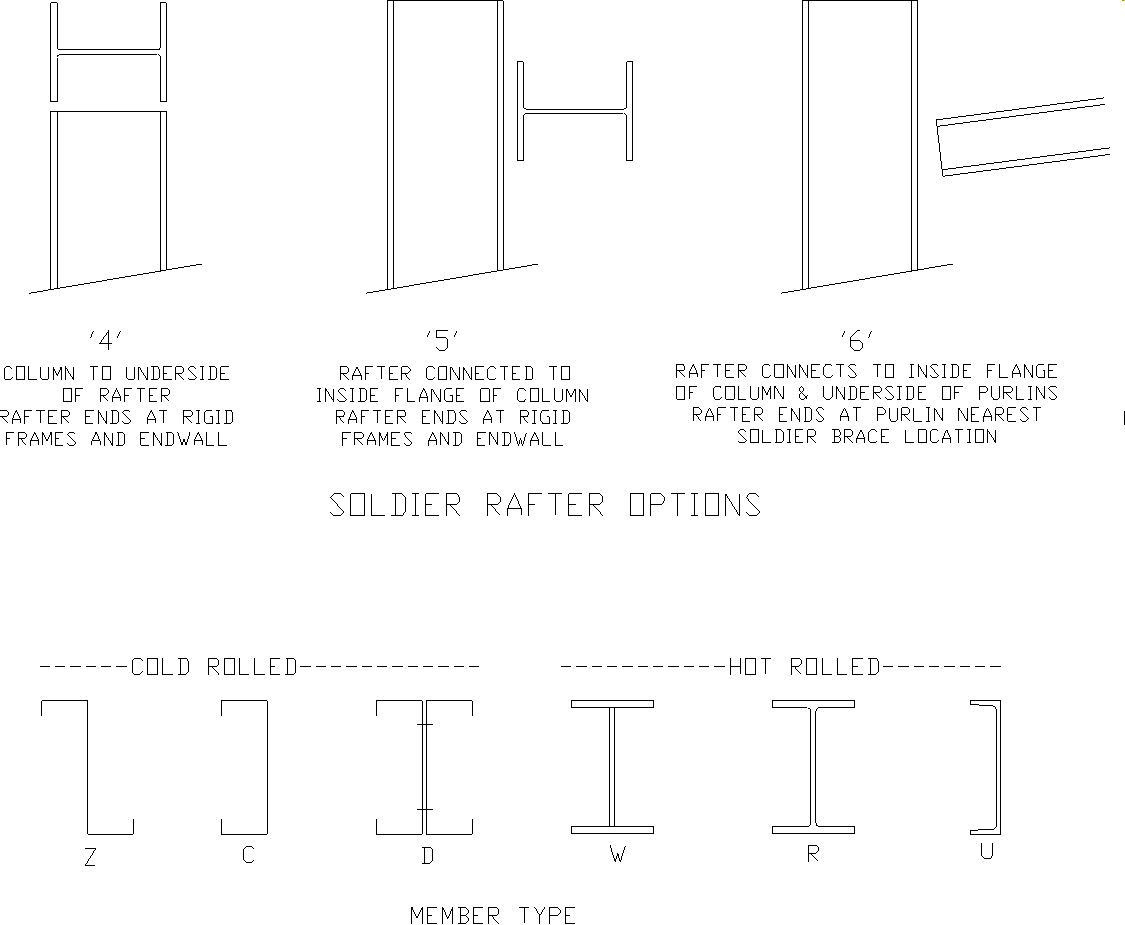 '4'
COLUMN TO UNDERSIDE
OF RAFTER
RAFTER ENDS AT RIGID
FRAMES AND ENDWALL
'5'
RAFTER CONNECTED TO
INSIDE FLANGE OF COLUMN
RAFTER ENDS AT RIGID
FRAMES AND ENDWALL
'6'
RAFTER CONNECTS TO INSIDE FLANGE
OF COLUMN & UNDERSIDE OF PURLINS
RAFTER ENDS AT PURLIN NEAREST
SOLDIER BRACE LOCATION
SOLDIER RAFTER OPTIONS
------COLD ROLLED------------
-----------HOT ROLLED--------
Z C D W R U
MEMBER TYPE